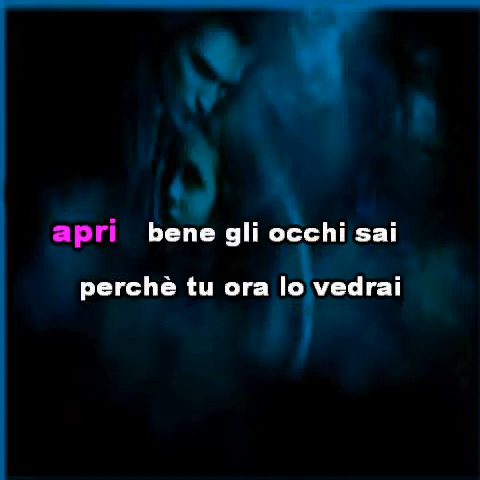 apri bene gli occhi sai
perchè tu ora lo vedrai